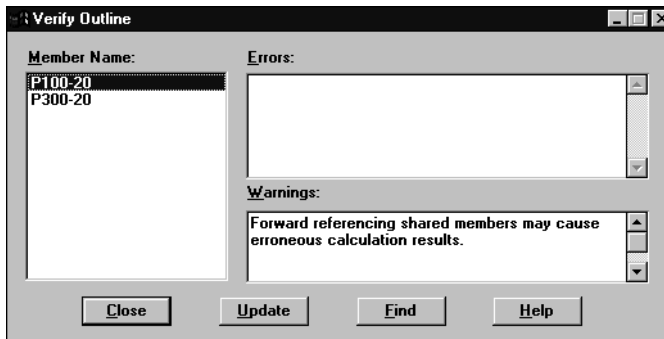 Verify Outline
Member Name:
Errors:
P100-20
P300-20
Warnings:
Forward referencing shared members may cause
erroneous calculation results.
Close
Update
Find
Help